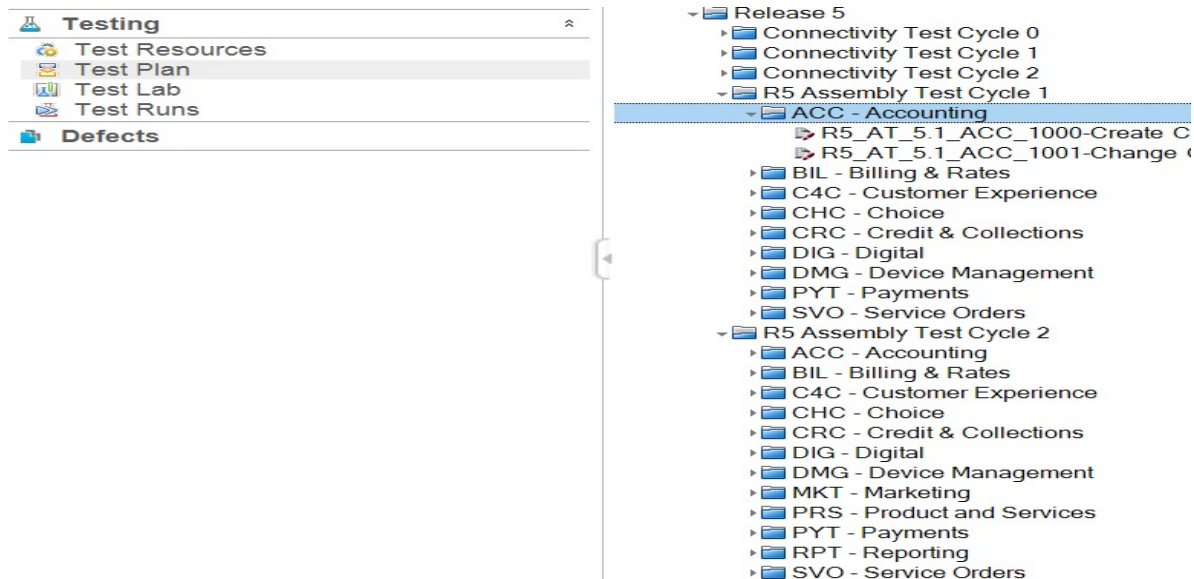 Testing
Test Resources
Test Plan
Test Lab
Test Runs
Defects
Release 5
Connectivity Test Cycle 0
Connectivity Test Cycle 1
Connectivity Test Cycle 2
R5 Assembly Test Cycle 1
ACC - Accounting
R5_AT_5.1_ACC_1000-Create C
R5_AT_5.1_ACC_1001-Change
BIL - Billing & Rates
C4C - Customer Experience
CHC - Choice
CRC - Credit & Collections
DIG - Digital
DMG - Device Management
PYT - Payments
SVO - Service Orders
R5 Assembly Test Cycle 2
ACC - Accounting
BIL - Billing & Rates
C4C - Customer Experience
CHC - Choice
CRC - Credit & Collections
DIG - Digital
DMG - Device Management
MKT - Marketing
PRS - Product and Services
PYT - Payments
RPT - Reporting
SVO - Service Orders